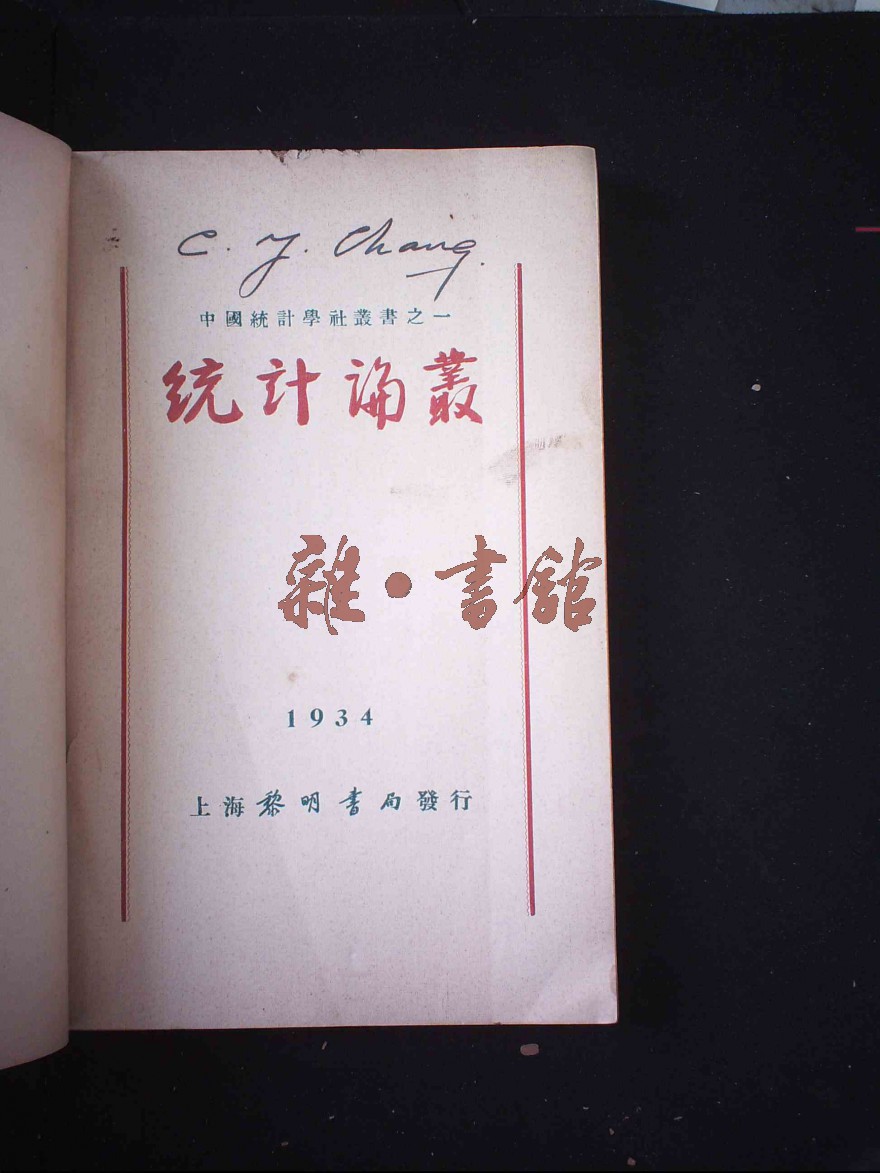 C. Y. Chang.
中國統計學社叢書之一
統計論叢
雜·書館
1934
上海黎明書局發行